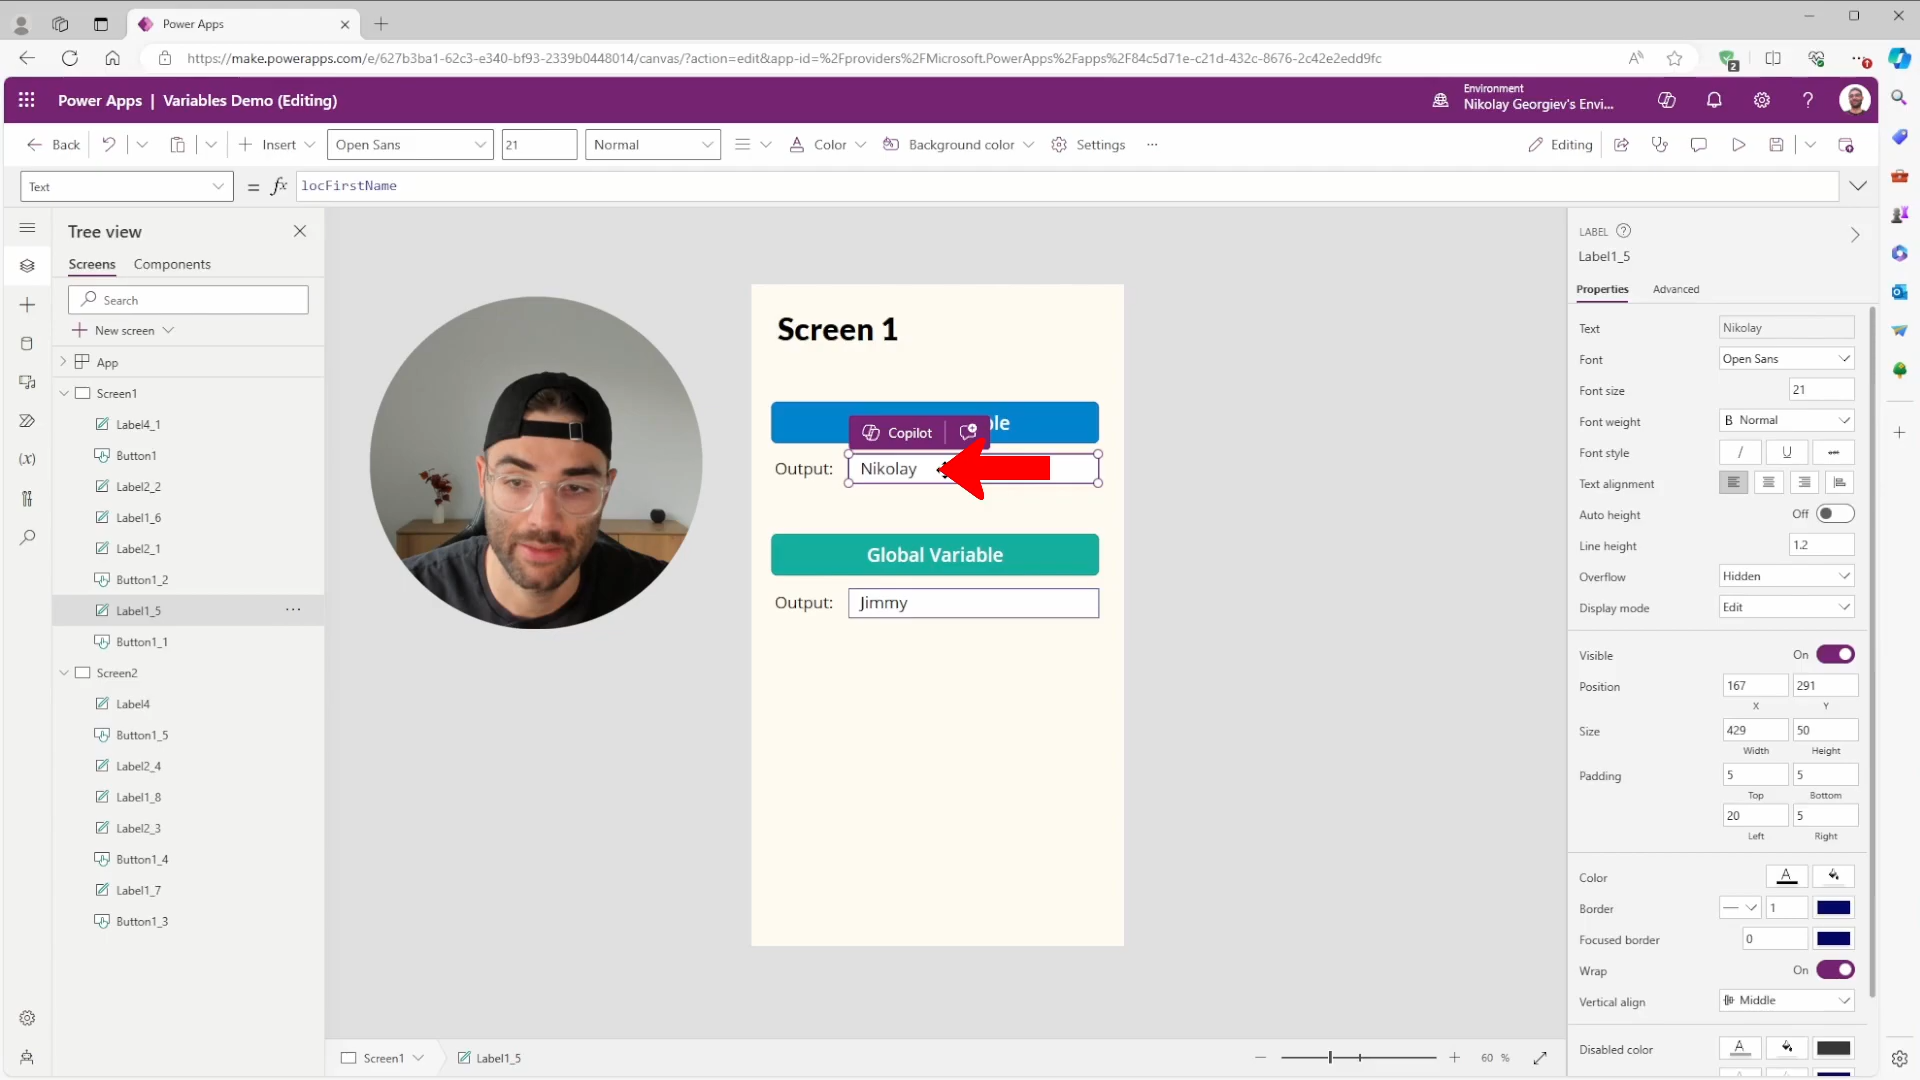 Power Apps
https://make.powerapps.com/e/627b3ba1-62c3-e340-bf93-2339b0448014/canvas/?action=edit&app-id=%2Fproviders%2FMicrosoft.PowerApps%2Fapps%2F84c5d71e-c21d-432c-8676-2c42e2edd9fc
2
Power Apps | Variables Demo (Editing)
Environment
Nikolay Georgiev's Envi...
Back
Insert
Open Sans
21
Normal
Color
Background color
Settings
Editing
Text
= fx locFirstName
Tree view
Screens Components
Search
New screen
App
Screen1
Label4_1
Button1
Label2_2
Label1_6
Label2_1
Button1_2
Label1_5
Button1_1
Screen2
Label4
Button1_5
Label2_4
Label1_8
Label2_3
Button1_4
Label1_7
Button1_3
Screen 1
ble
Copilot
Output: Nikolay
Global Variable
Output: Jimmy
LABEL
Label1_5
Properties Advanced
Text Nikolay
Font Open Sans
Font size 21
Font weight B Normal
Font style / U
Text alignment
Auto height Off
Line height 1.2
Overflow Hidden
Display mode Edit
Visible On
Position 167 291
X Y
Size 429 50
Width Height
Padding 5 5
Top Bottom
20 5
Left Right
Color A
Border 1
Focused border 0
Wrap On
Vertical align Middle
Disabled color A
Screen1 Label1_5
60 %